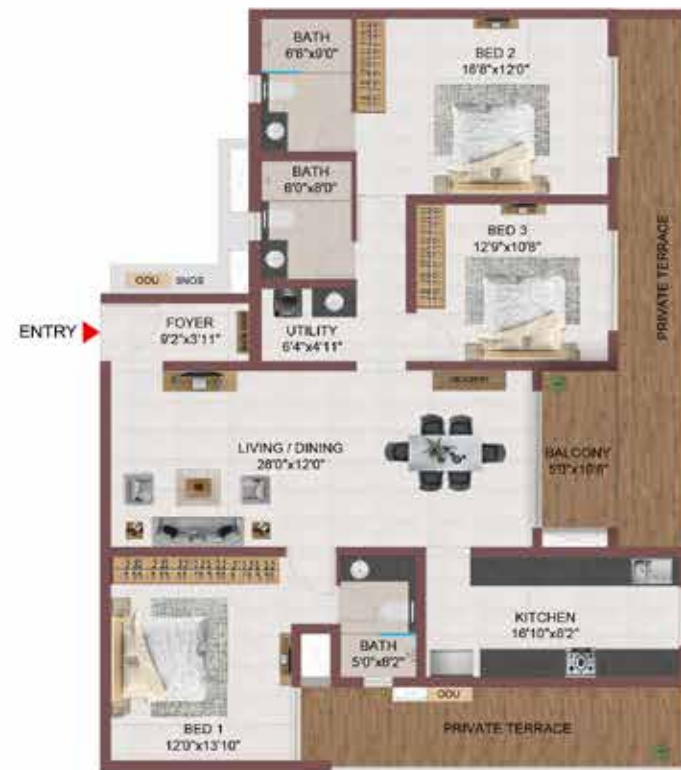 BATH
6'6"x9'0"
BED 2
16'8"x12'0"
BATH
6'0"x8'0"
BED 3
12'9"x10'8"
PRIVATE TERRACE
ODU
ENTRY
FOYER
9'2"x3'11"
UTILITY
6'4"x4'11"
LIVING / DINING
28'0"x12'0"
BALCONY
5'0"x10'8"
KITCHEN
16'10"x8'2"
BATH
5'0"x8'2"
ODU
BED 1
12'0"x13'10"
PRIVATE TERRACE